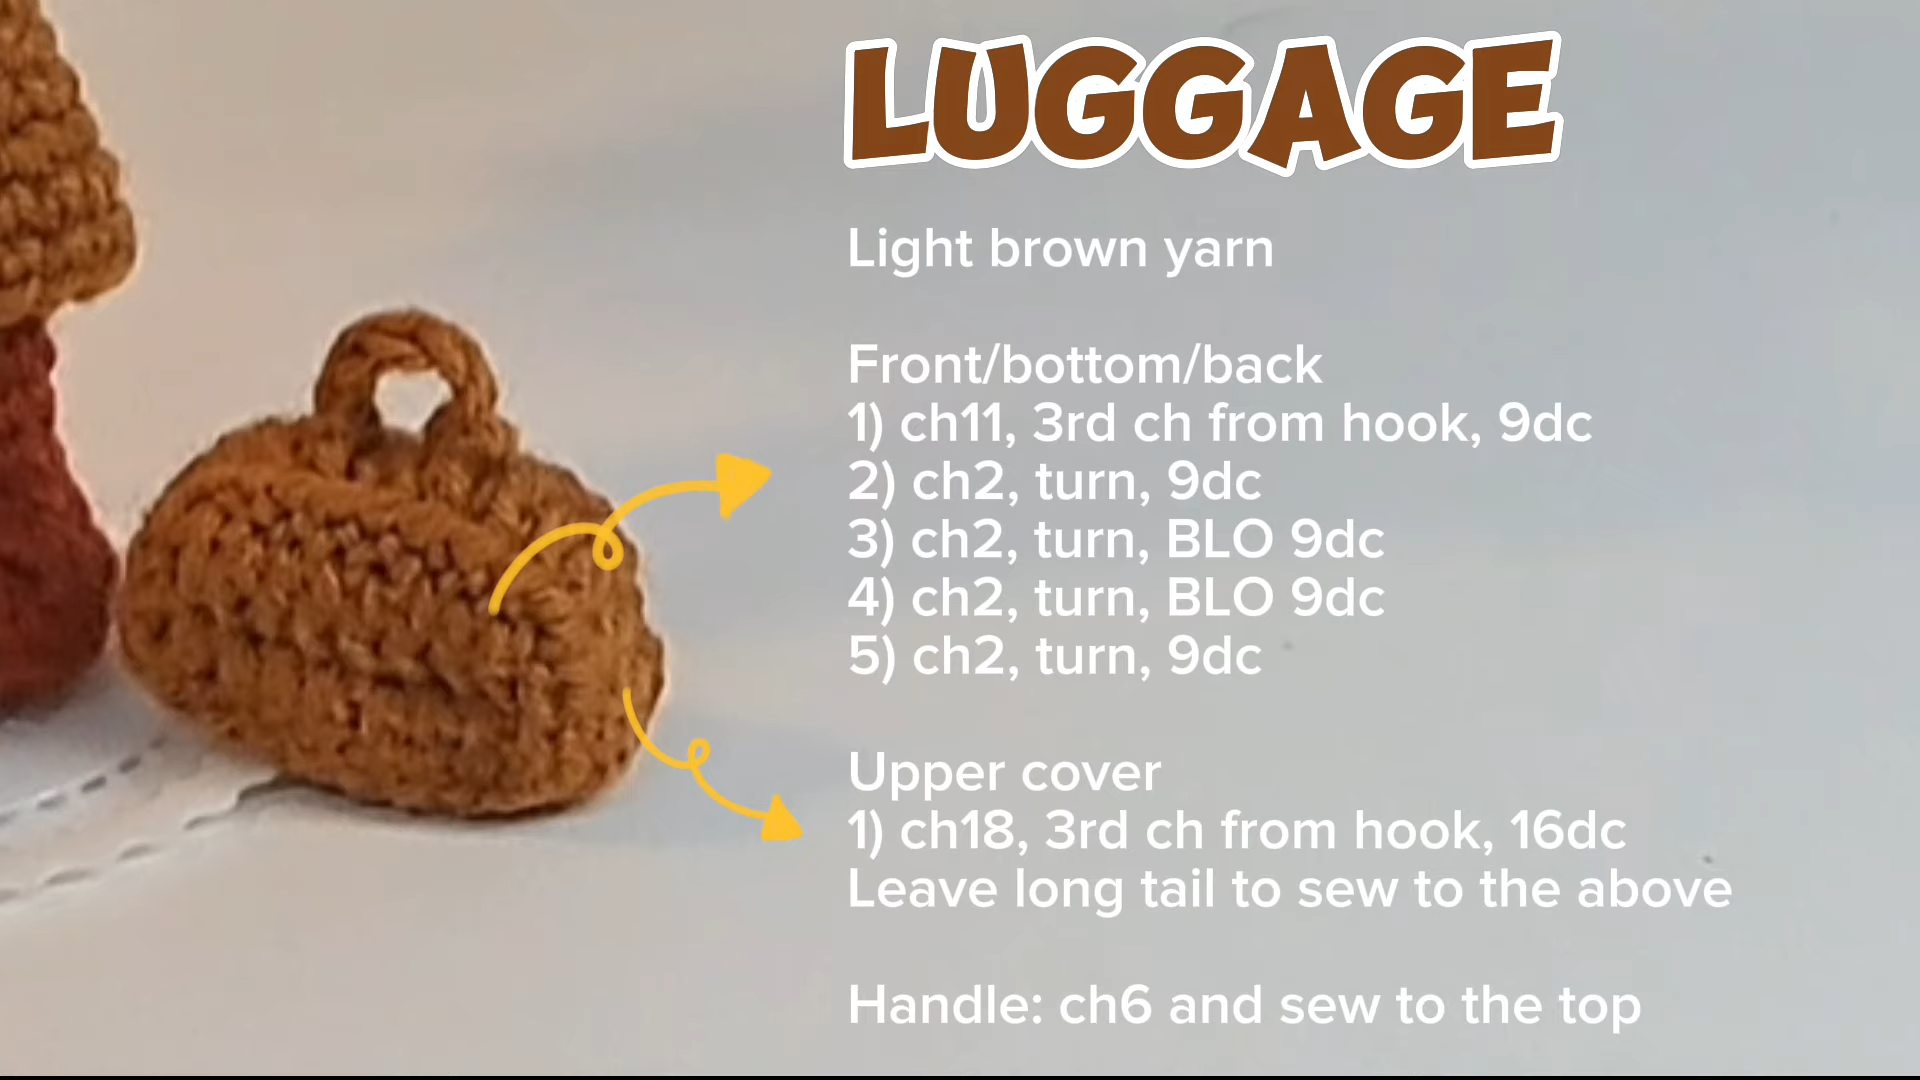 LUGGAGE
Light brown yarn
Front/bottom/back
1) ch11, 3rd ch from hook, 9dc
2) ch2, turn, 9dc
3) ch2, turn, BLO 9dc
4) ch2, turn, BLO 9dc
5) ch2, turn, 9dc
Upper cover
1) ch18, 3rd ch from hook, 16dc
Leave long tail to sew to the above
Handle: ch6 and sew to the top